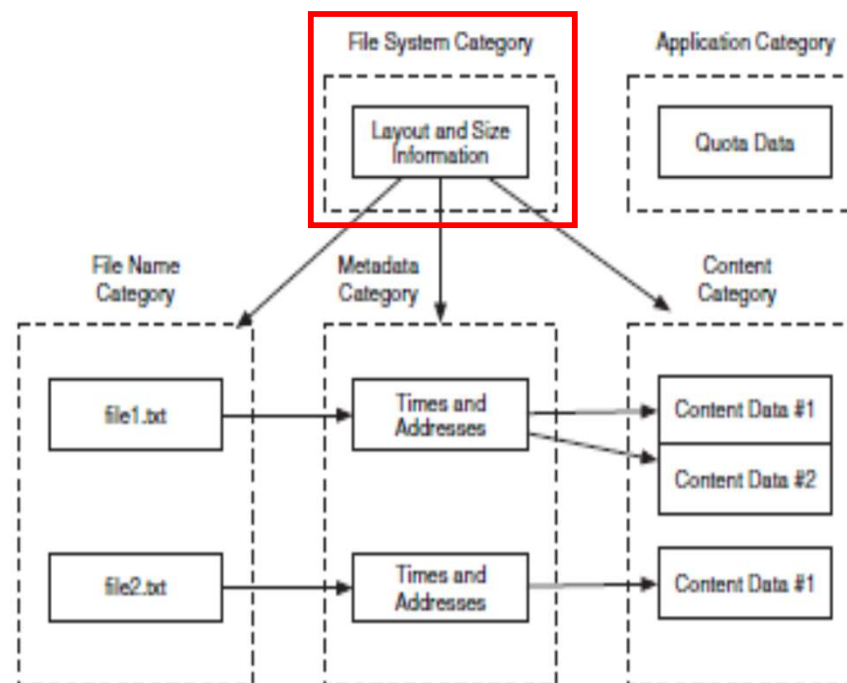 File System Category
Application Category
Layout and Size
Information
Quota Data
File Name
Category
Metadata
Category
Content
Category
file1.txt
Times and
Addresses
Content Data #1
Content Data #2
file2.txt
Times and
Addresses
Content Data #1